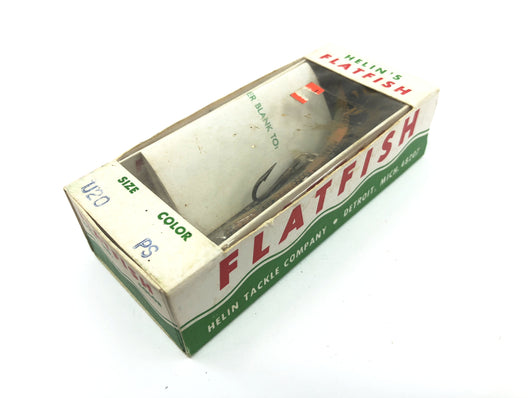 HELIN'S
FLATFISH
ER BLANK TO:
SIZE COLOR
U20 PS.
FLATFISH
HELIN TACKLE COMPANY • DETROIT, MICH. 48207
FLATFISH